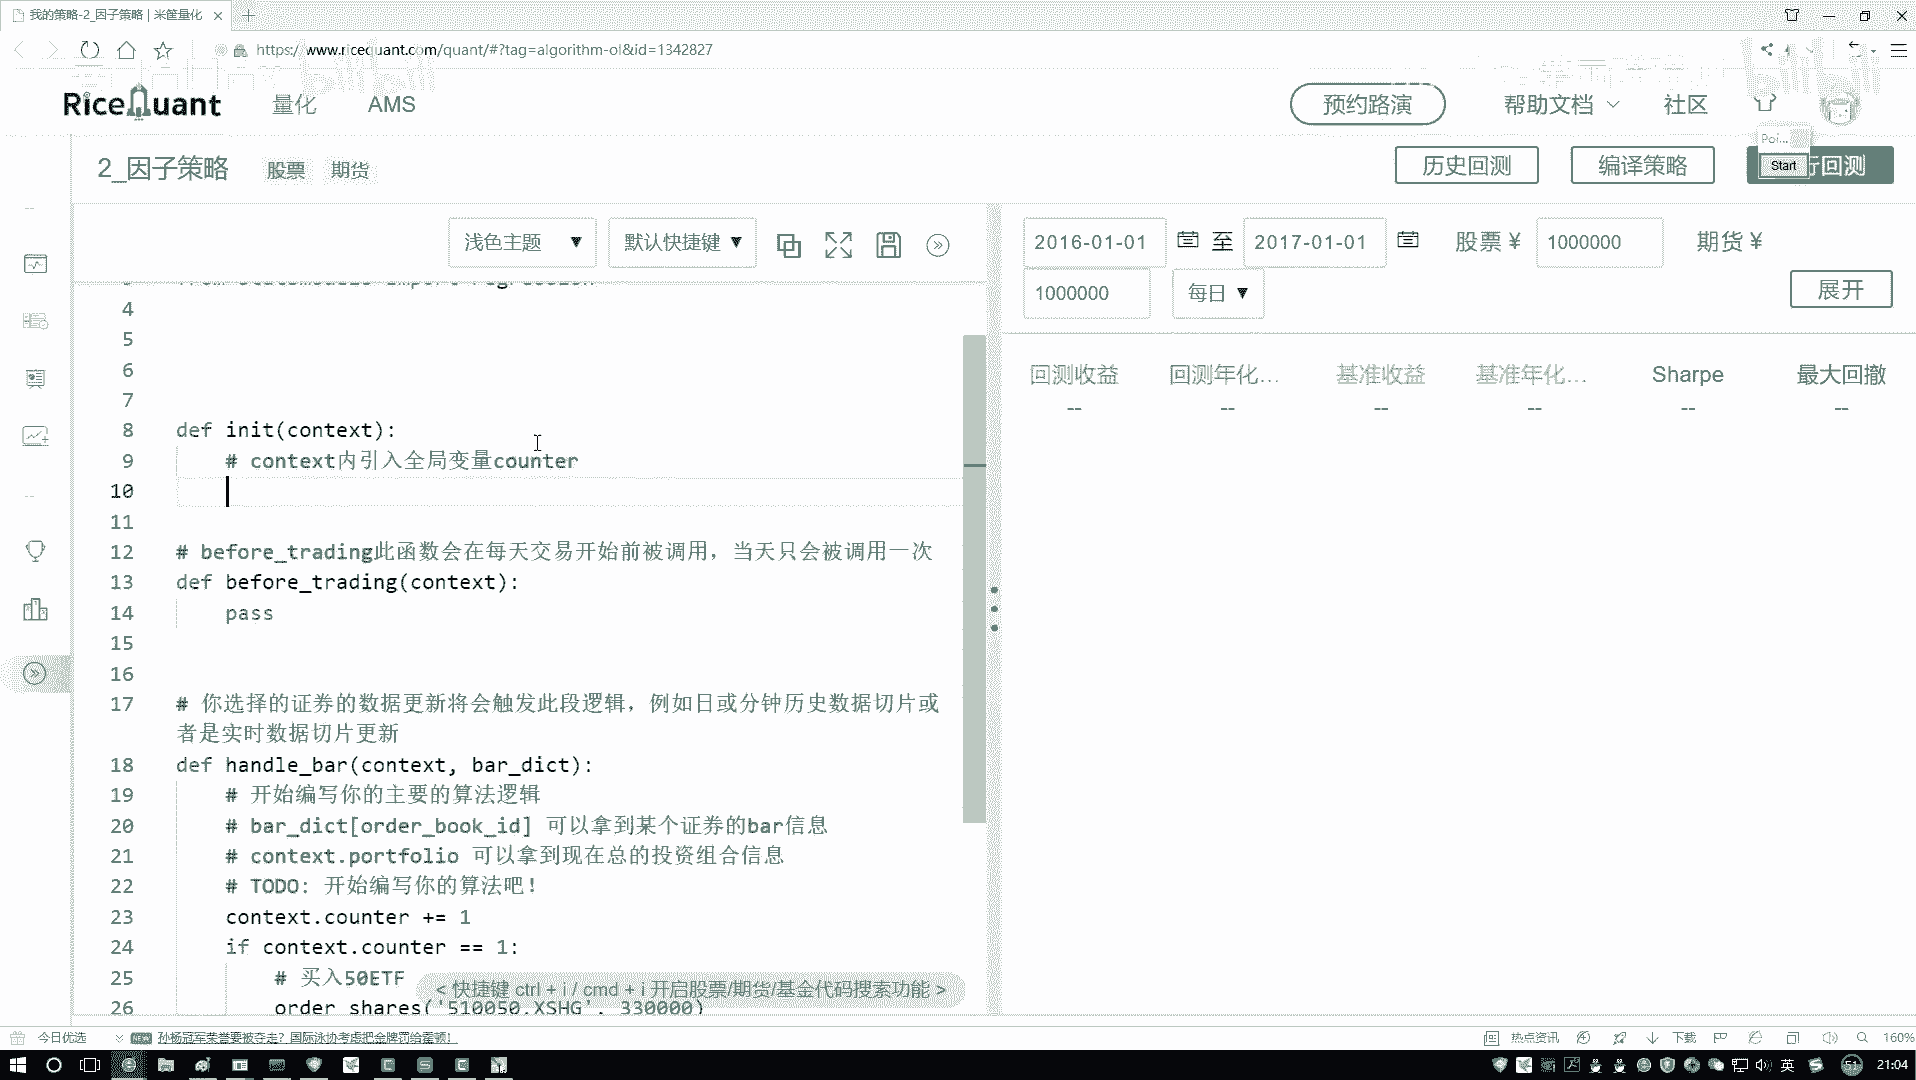 我的策略-2_因子策略 | 米筐量化
https://www.ricequant.com/quant/#?tag=algorithm-ol&id=1342827
RiceQuant 量化 AMS 预约路演 帮助文档 社区
Poi...
2_因子策略 股票 期货 历史回测 编译策略 Start 行回测
浅色主题 默认快捷键 2016-01-01 至 2017-01-01 股票 ¥ 1000000 期货 ¥
1000000 每日 展开
4
5
6
7
8 def init(context):
9 # context内引入全局变量counter
10
11
12 # before_trading此函数会在每天交易开始前被调用，当天只会被调用一次
13 def before_trading(context):
14 pass
15
16
17 # 你选择的证券的数据更新将会触发此段逻辑，例如日或分钟历史数据切片或
者是实时数据切片更新
18 def handle_bar(context, bar_dict):
19 # 开始编写你的主要的算法逻辑
20 # bar_dict[order_book_id] 可以拿到某个证券的bar信息
21 # context.portfolio 可以拿到现在总的投资组合信息
22 # TODO: 开始编写你的算法吧！
23 context.counter += 1
24 if context.counter == 1:
25 # 买入50ETF
26 order_shares('510050.XSHG', 330000)
< 快捷键 ctrl + i / cmd + i 开启股票/期货/基金代码搜索功能 >
回测收益 回测年化... 基准收益 基准年化... Sharpe 最大回撤
-- -- -- -- -- --
今日优选 NEW 孙杨冠军荣誉要被夺走？国际泳协考虑把金牌罚给霍顿！ 热点资讯 下载 160%
英 51 21:04